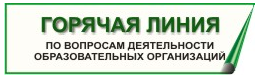 ГОРЯЧАЯ ЛИНИЯ
ПО ВОПРОСАМ ДЕЯТЕЛЬНОСТИ
ОБРАЗОВАТЕЛЬНЫХ ОРГАНИЗАЦИЙ